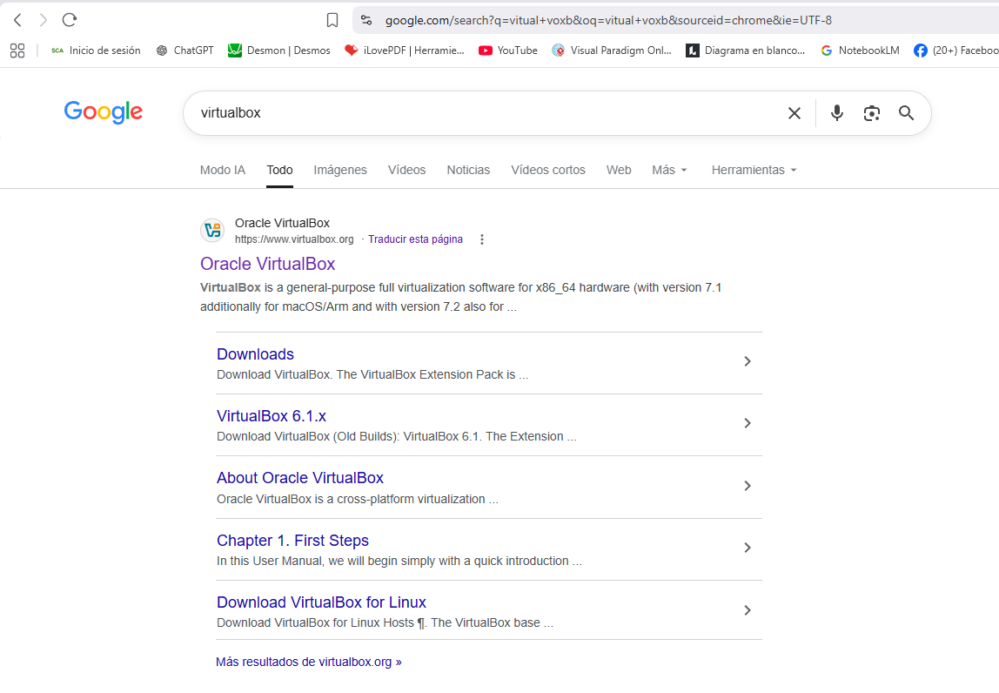 google.com/search?q=vitual+voxb&oq=vitual+voxb&sourceid=chrome&ie=UTF-8
SCA Inicio de sesión ChatGPT Desmon | Desmos iLovePDF | Herramie... YouTube Visual Paradigm Onl... Diagrama en blanco... NotebookLM (20+) Faceboo
Google virtualbox
Modo IA Todo Imágenes Vídeos Noticias Vídeos cortos Web Más Herramientas
Oracle VirtualBox
https://www.virtualbox.org · Traducir esta página
Oracle VirtualBox
VirtualBox is a general-purpose full virtualization software for x86_64 hardware (with version 7.1
additionally for macOS/Arm and with version 7.2 also for ...
Downloads
Download VirtualBox. The VirtualBox Extension Pack is ...
VirtualBox 6.1.x
Download VirtualBox (Old Builds): VirtualBox 6.1. The Extension ...
About Oracle VirtualBox
Oracle VirtualBox is a cross-platform virtualization ...
Chapter 1. First Steps
In this User Manual, we will begin simply with a quick introduction ...
Download VirtualBox for Linux
Download VirtualBox for Linux Hosts ¶. The VirtualBox base ...
Más resultados de virtualbox.org »